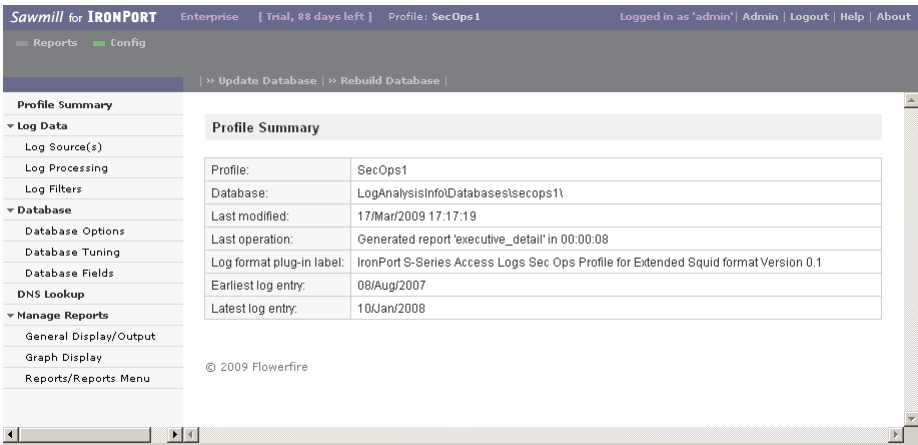 Sawmill for IRONPORT Enterprise [ Trial, 88 days left ] Profile: SecOps1 Logged in as 'admin'| Admin | Logout | Help | About
Reports Config
| » Update Database | » Rebuild Database |
Profile Summary
Log Data
Log Source(s)
Log Processing
Log Filters
Database
Database Options
Database Tuning
Database Fields
DNS Lookup
Manage Reports
General Display/Output
Graph Display
Reports/Reports Menu
Profile Summary
Profile: SecOps1
Database: LogAnalysisInfo\Databases\secops1\
Last modified: 17/Mar/2009 17:17:19
Last operation: Generated report 'executive_detail' in 00:00:08
Log format plug-in label: IronPort S-Series Access Logs Sec Ops Profile for Extended Squid format Version 0.1
Earliest log entry: 08/Aug/2007
Latest log entry: 10/Jan/2008
© 2009 Flowerfire